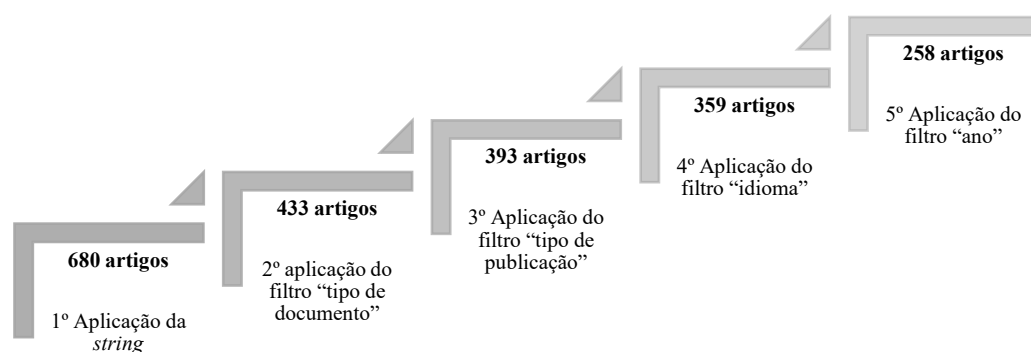 680 artigos
1º Aplicação da
string
433 artigos
2º aplicação do
filtro “tipo de
documento”
393 artigos
3º Aplicação do
filtro “tipo de
publicação”
359 artigos
4º Aplicação do
filtro “idioma”
258 artigos
5º Aplicação do
filtro “ano”